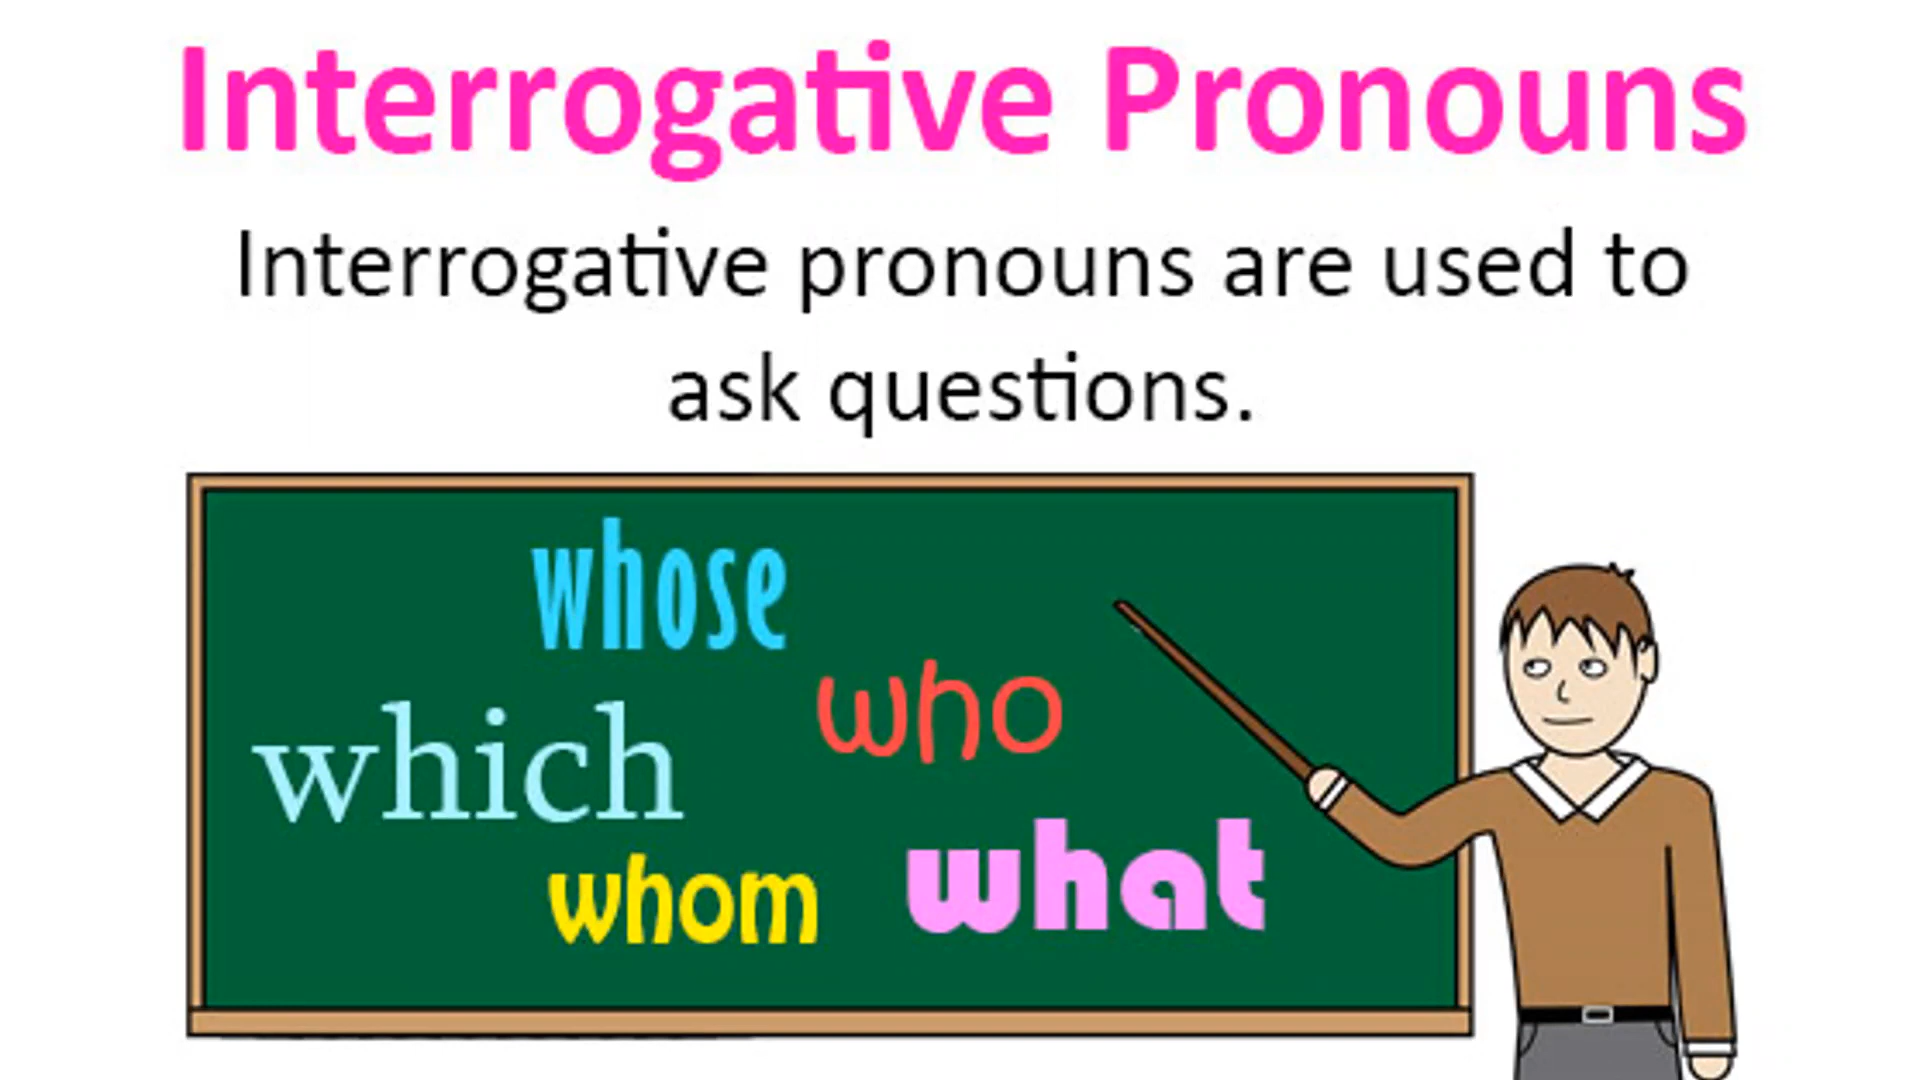 Interrogative Pronouns
Interrogative pronouns are used to
ask questions.
whose
who
which
whom
what